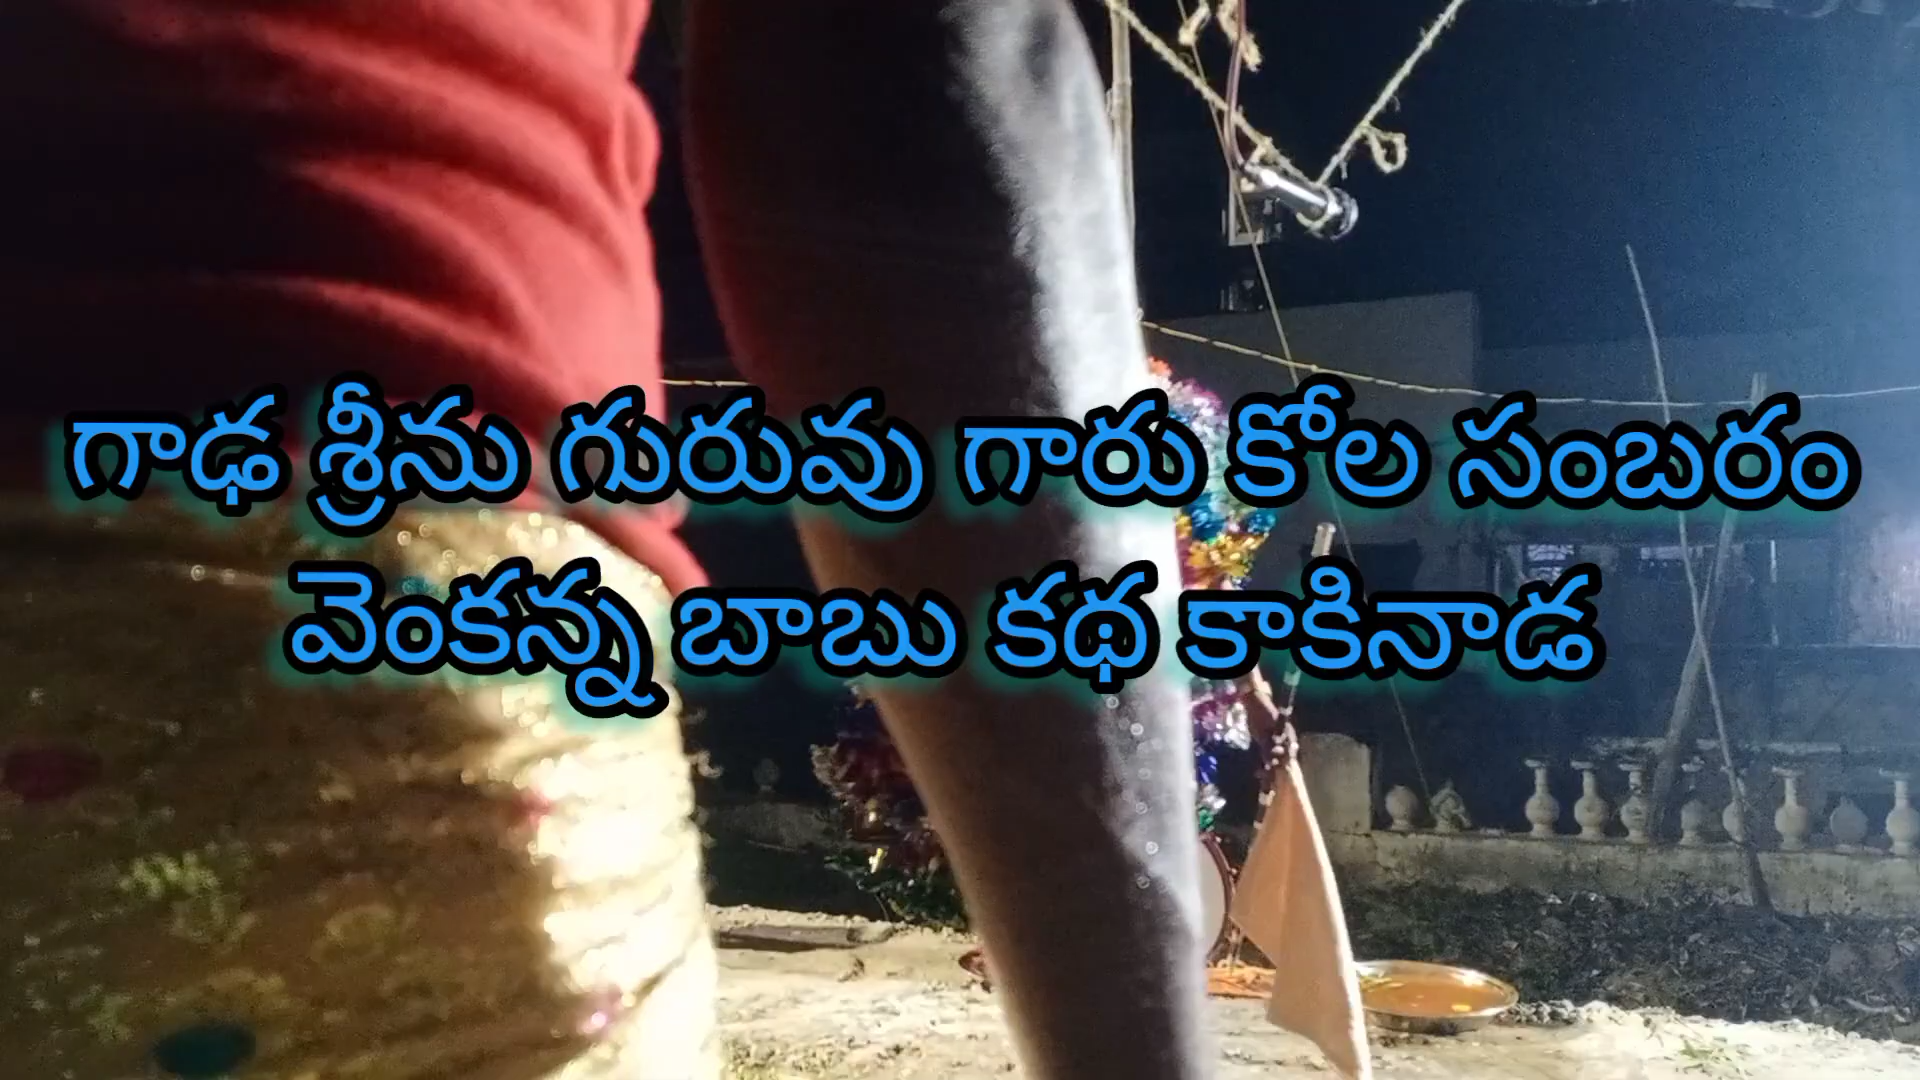 గాఢ శ్రీను గురువు గారు కోల సంబరం
వెంకన్న బాబు కథ కాకినాడ